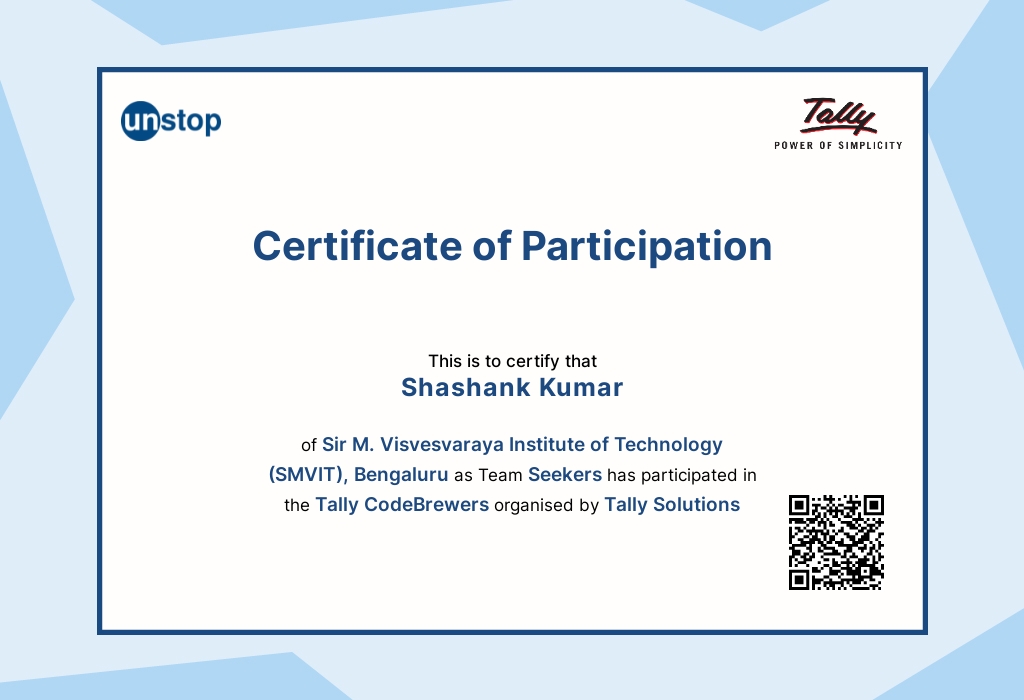 unstop
Tally
POWER OF SIMPLICITY
Certificate of Participation
This is to certify that
Shashank Kumar
of Sir M. Visvesvaraya Institute of Technology
(SMVIT), Bengaluru as Team Seekers has participated in
the Tally CodeBrewers organised by Tally Solutions